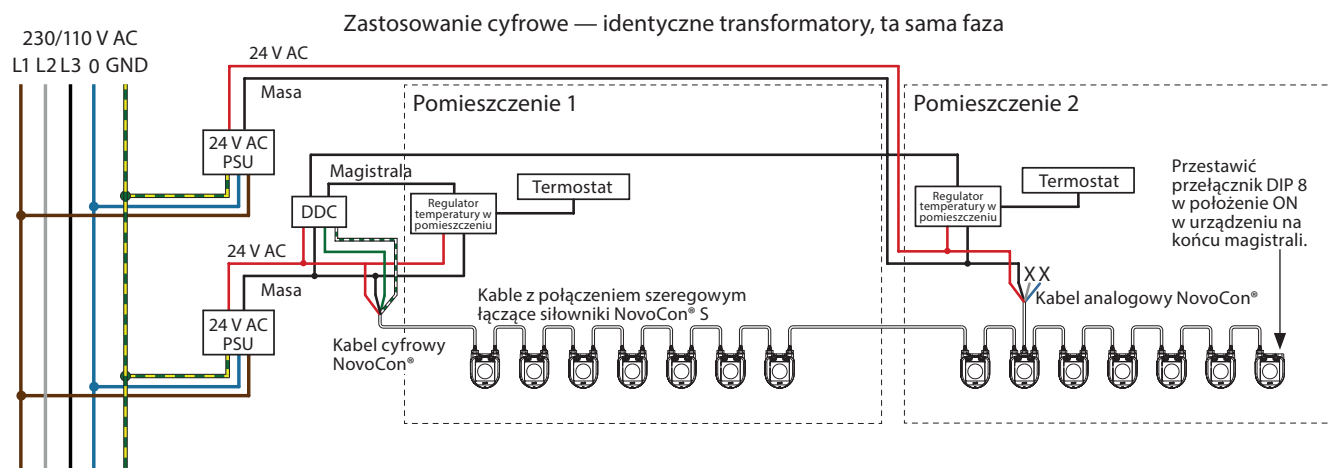 Zastosowanie cyfrowe — identyczne transformatory, ta sama faza
230/110 V AC
L1 L2 L3 0 GND
24 V AC
Masa
24 V AC
PSU
Pomieszczenie 1
Magistrala
Termostat
DDC
Regulator
temperatury w
pomieszczeniu
24 V AC
Masa
24 V AC
PSU
Kabel cyfrowy
NovoCon®
Kable z połączeniem szeregowym
łączące siłowniki NovoCon® S
Pomieszczenie 2
Termostat
Regulator
temperatury w
pomieszczeniu
X X
Kabel analogowy NovoCon®
Przestawić
przełącznik DIP 8
w położenie ON
w urządzeniu na
końcu magistrali.